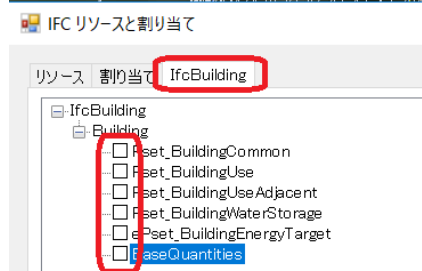 IFC リソースと割り当て
リソース 割り当て IfcBuilding
IfcBuilding
Building
Pset_BuildingCommon
Pset_BuildingUse
Pset_BuildingUseAdjacent
Pset_BuildingWaterStorage
ePset_BuildingEnergyTarget
BaseQuantities